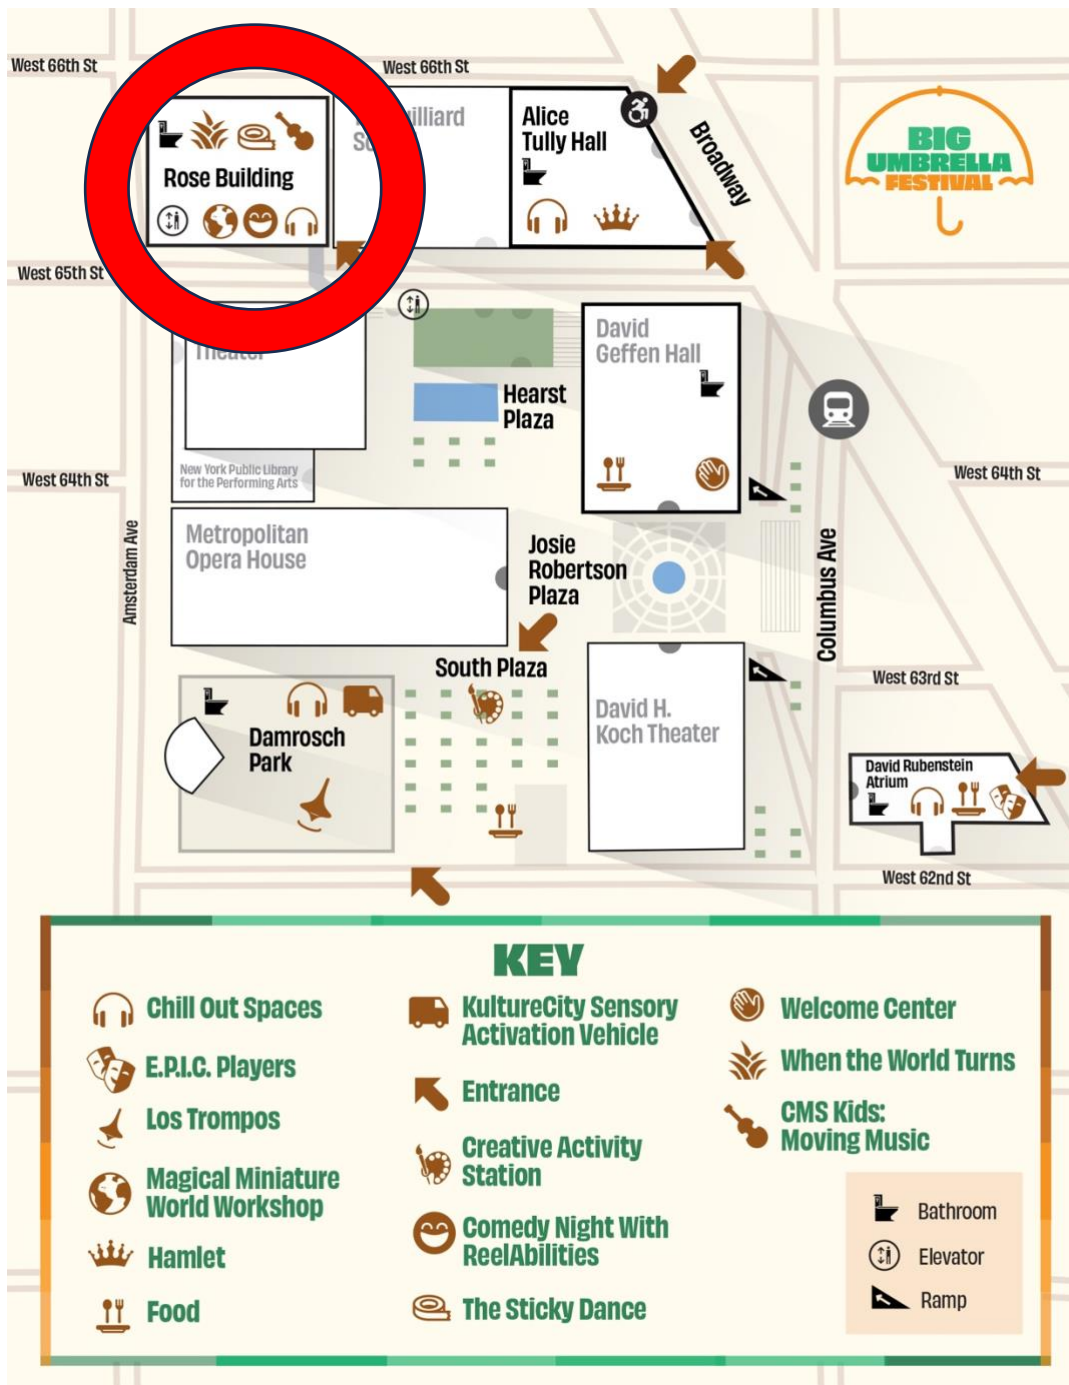 West 66th St
West 66th St
Alice
Tully Hall
Broadway
BIG
UMBRELLA
FESTIVAL
Rose Building
West 65th St
David
Geffen Hall
Theater
Hearst
Plaza
New York Public Library
for the Performing Arts
West 64th St
West 64th St
Metropolitan
Opera House
Josie
Robertson
Plaza
Amsterdam Ave
Columbus Ave
South Plaza
West 63rd St
Damrosch
Park
David H.
Koch Theater
David Rubenstein
Atrium
West 62nd St
KEY
Chill Out Spaces
E.P.I.C. Players
Los Trompos
Magical Miniature
World Workshop
Hamlet
Food
KultureCity Sensory
Activation Vehicle
Entrance
Creative Activity
Station
Comedy Night With
ReelAbilities
The Sticky Dance
Welcome Center
When the World Turns
CMS Kids:
Moving Music
Bathroom
Elevator
Ramp